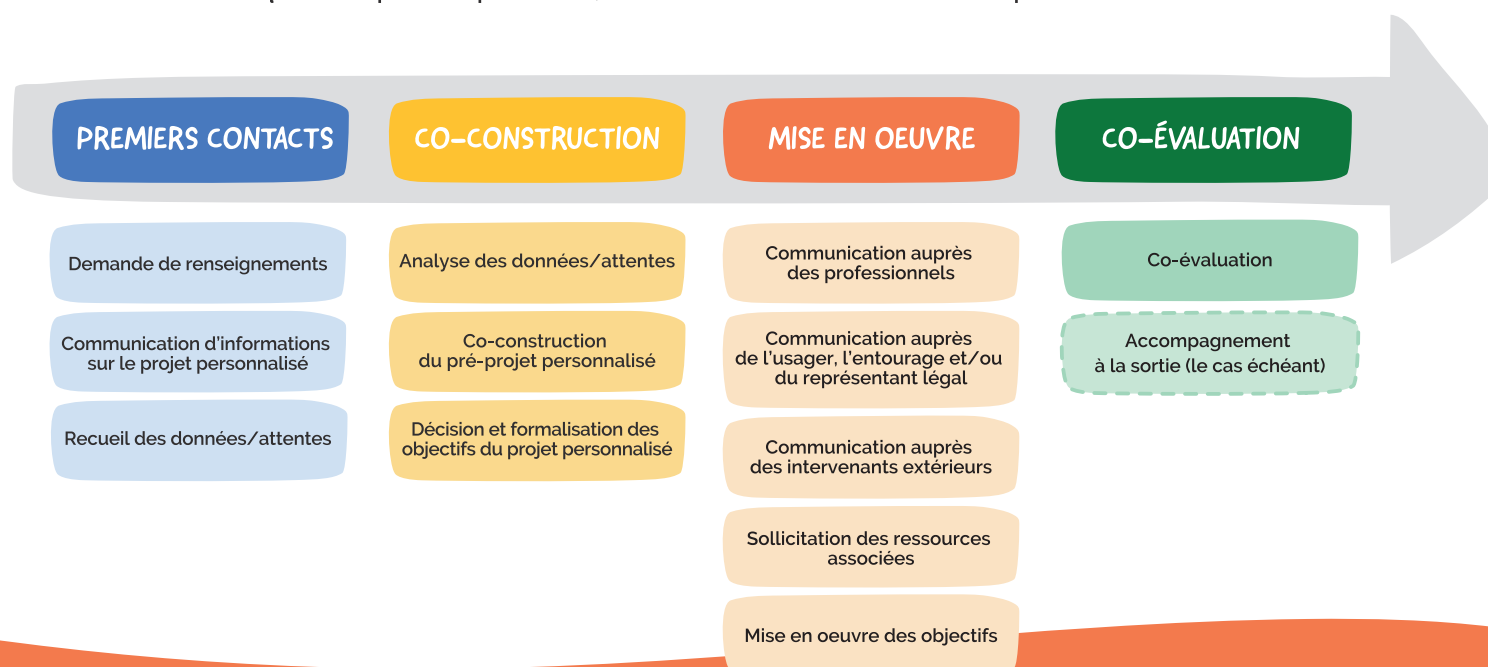 PREMIERS CONTACTS
CO-CONSTRUCTION
MISE EN OEUVRE
CO-ÉVALUATION
Demande de renseignements
Communication d'informations
sur le projet personnalisé
Recueil des données/attentes
Analyse des données/attentes
Co-construction
du pré-projet personnalisé
Décision et formalisation des
objectifs du projet personnalisé
Communication auprès
des professionnels
Communication auprès
de l'usager, l'entourage et/ou
du représentant légal
Communication auprès
des intervenants extérieurs
Sollicitation des ressources
associées
Mise en oeuvre des objectifs
Co-évaluation
Accompagnement
à la sortie (le cas échéant)